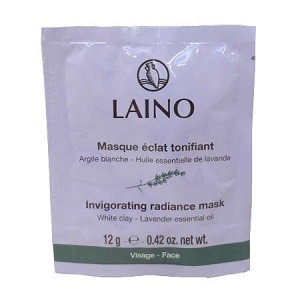 LAINO
Masque éclat tonifiant
Argile blanche - Huile essentielle de lavande
Invigorating radiance mask
White clay - Lavender essential oil
12 g - ℮ - 0.42 oz. net wt.
Visage - Face